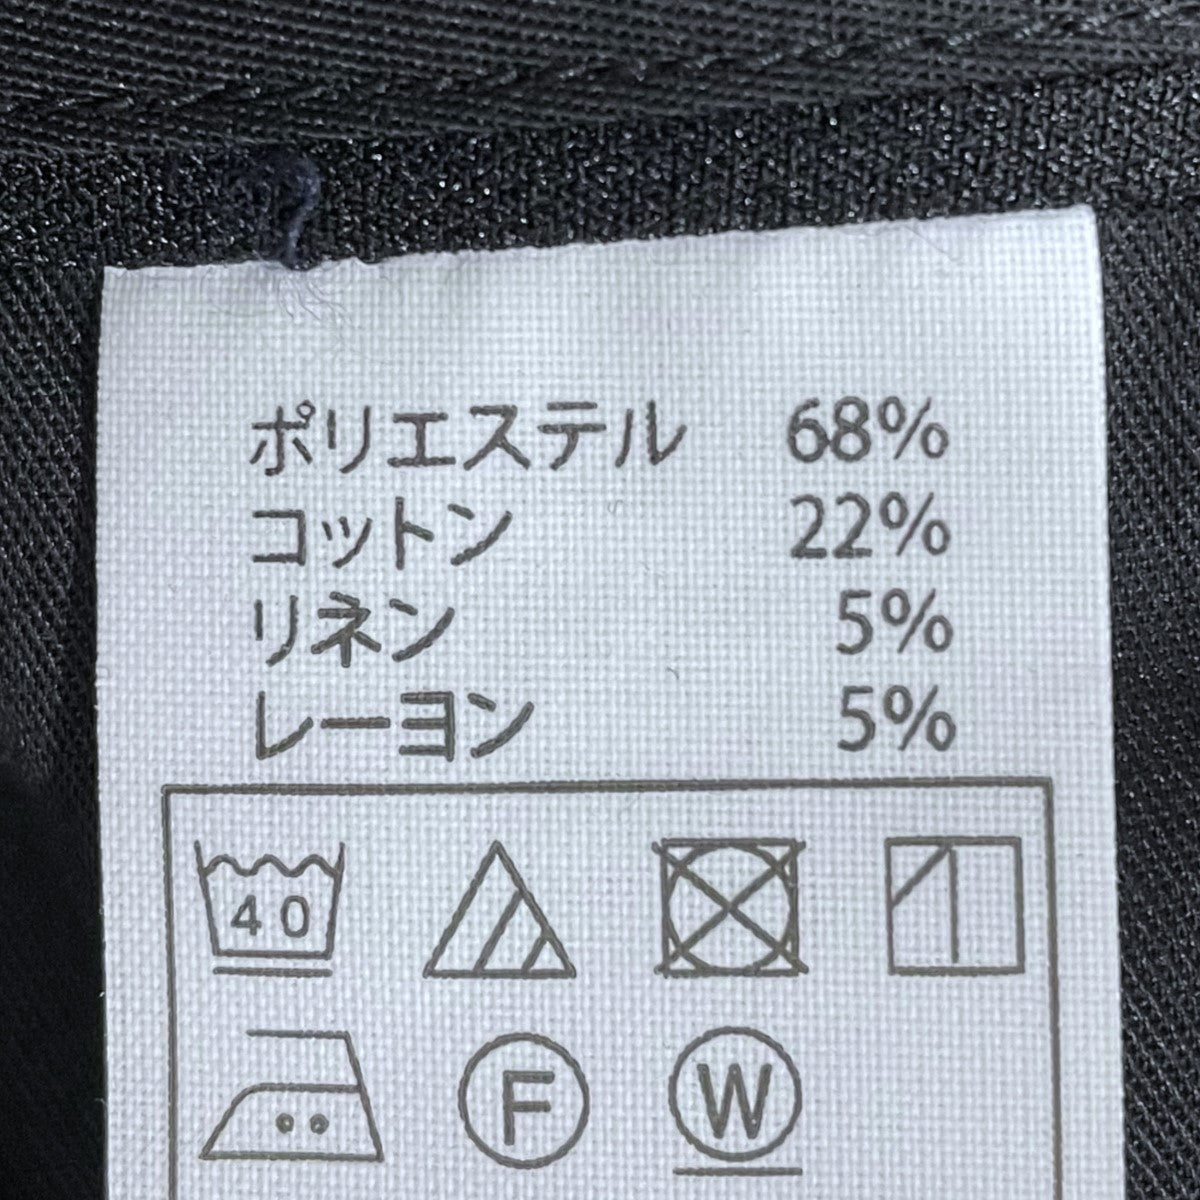 ポリエステル 68%
コットン 22%
リネン 5%
レーヨン 5%
40
F W